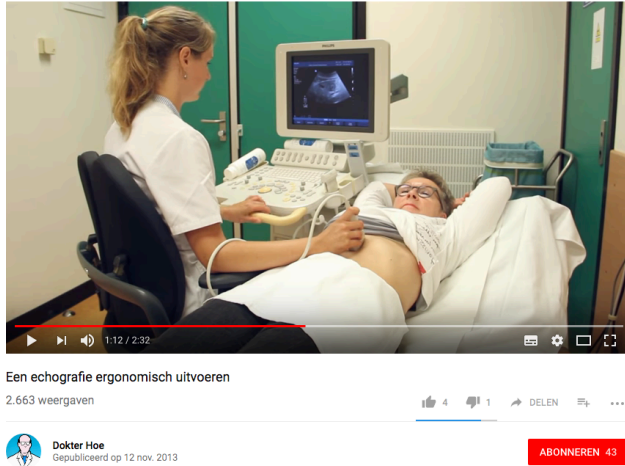 PHILIPS
1:12 / 2:32
Een echografie ergonomisch uitvoeren
2.663 weergaven
4
1
DELEN
Dokter Hoe
Gepubliceerd op 12 nov. 2013
ABONNEREN 43